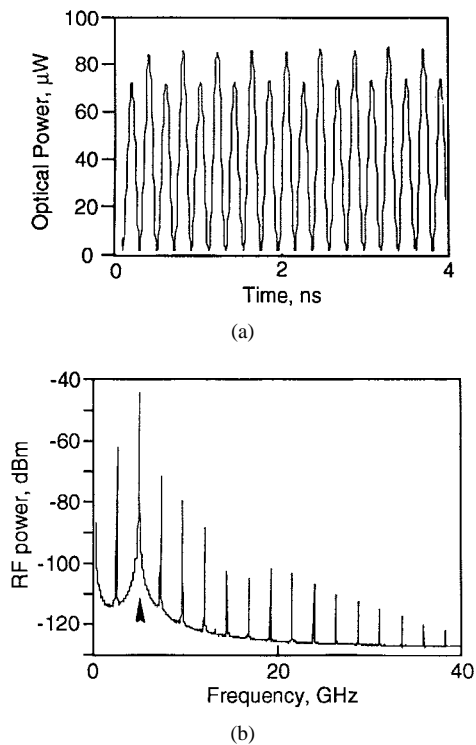 100
80
60
40
20
0
Optical Power, μW
0 2 4
Time, ns
(a)
-40
-60
-80
-100
-120
RF power, dBm
0 20 40
Frequency, GHz
(b)